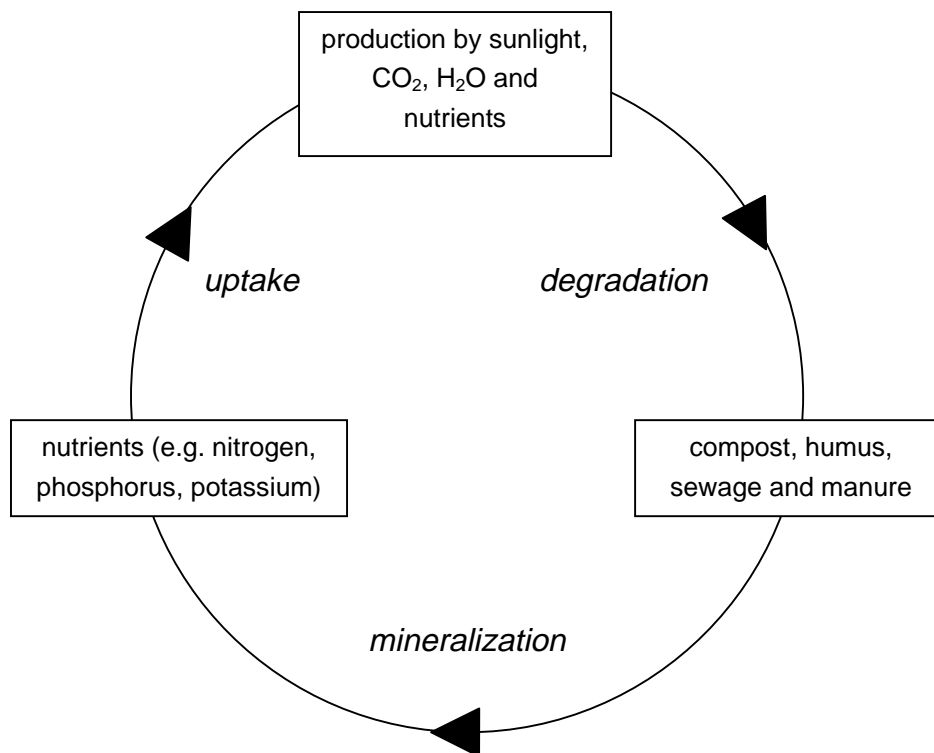 production by sunlight,
CO₂, H₂O and
nutrients
uptake
degradation
nutrients (e.g. nitrogen,
phosphorus, potassium)
compost, humus,
sewage and manure
mineralization